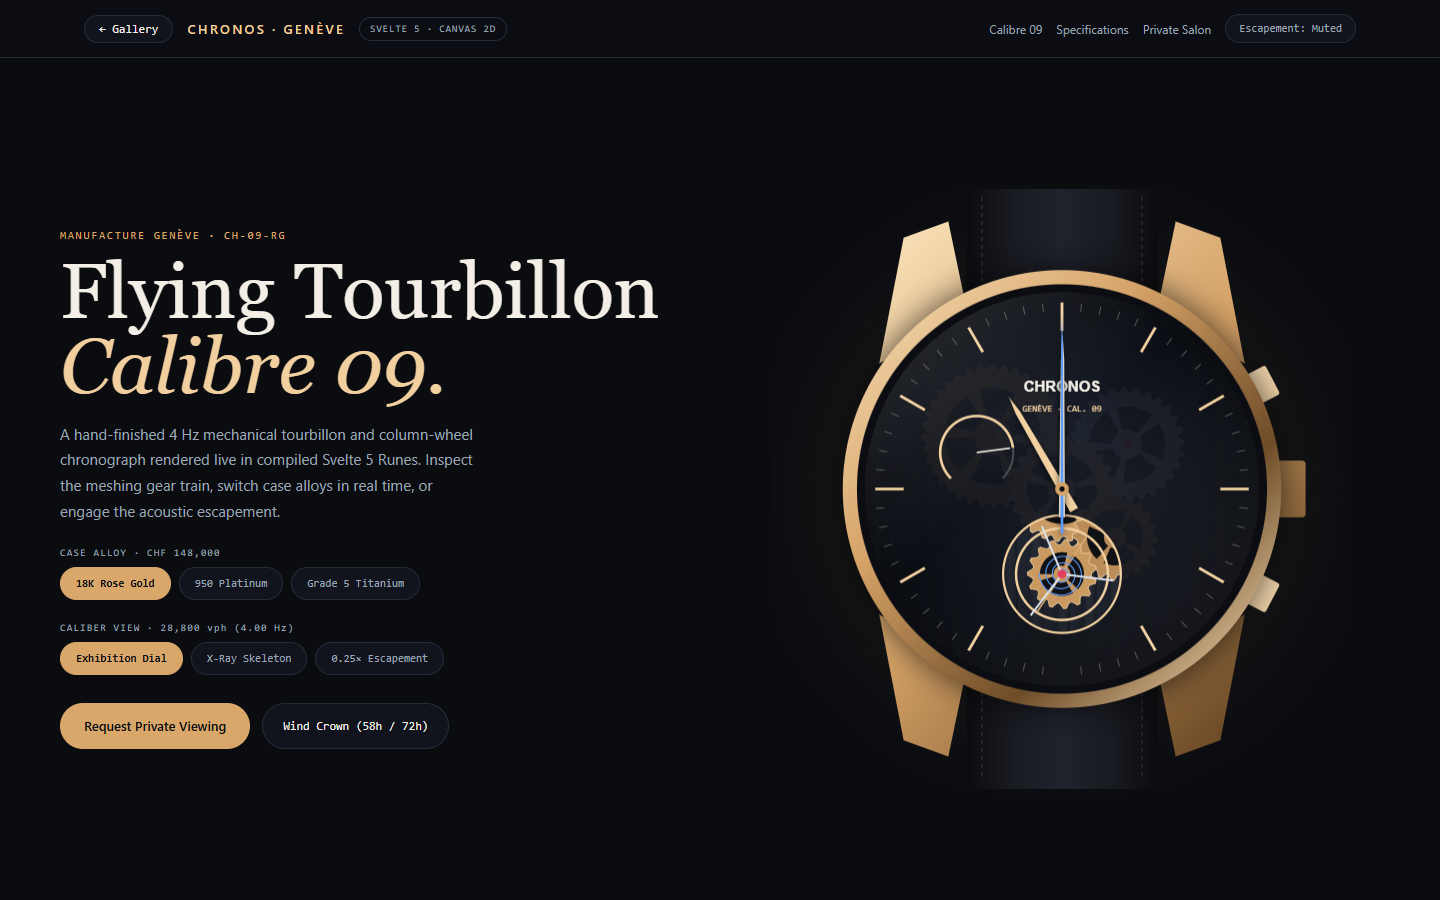 ← Gallery
CHRONOS · GENÈVE
SVELTE 5 · CANVAS 2D
Calibre 09
Specifications
Private Salon
Escapement: Muted
MANUFACTURE GENÈVE · CH-09-RG
Flying Tourbillon
Calibre 09.
A hand-finished 4 Hz mechanical tourbillon and column-wheel
chronograph rendered live in compiled Svelte 5 Runes. Inspect
the meshing gear train, switch case alloys in real time, or
engage the acoustic escapement.
CASE ALLOY · CHF 148,000
18K Rose Gold
950 Platinum
Grade 5 Titanium
CALIBER VIEW · 28,800 vph (4.00 Hz)
Exhibition Dial
X-Ray Skeleton
0.25× Escapement
Request Private Viewing
Wind Crown (58h / 72h)
CHRONOS
GENÈVE · CAL. 09